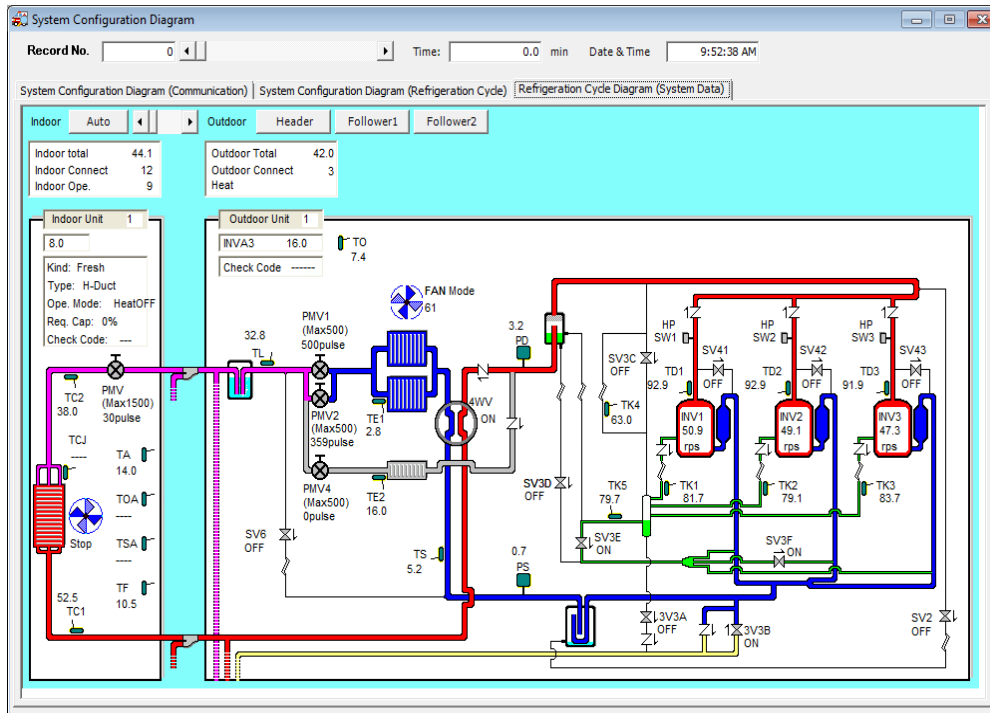 System Configuration Diagram
Record No. 0 Time: 0.0 min Date & Time 9:52:38 AM
System Configuration Diagram (Communication) System Configuration Diagram (Refrigeration Cycle) Refrigeration Cycle Diagram (System Data)
Indoor Auto Outdoor Header Follower1 Follower2
Indoor total 44.1
Indoor Connect 12
Indoor Ope. 9
Outdoor Total 42.0
Outdoor Connect 3
Heat
Indoor Unit 1
8.0
Kind: Fresh
Type: H-Duct
Ope. Mode: HeatOFF
Req. Cap: 0%
Check Code: ---
PMV
(Max1500)
30pulse
TC2
38.0
TCJ
----
TA
14.0
TOA
----
TSA
----
TF
10.5
Stop
52.5
TC1
Outdoor Unit 1
INVA3 16.0
Check Code ------
TO
7.4
FAN Mode
61
32.8
TL
PMV1
(Max500)
500pulse
PMV2
(Max500)
359pulse
PMV4
(Max500)
0pulse
TE1
2.8
TE2
16.0
4WV
ON
3.2
PD
SV6
OFF
TS
5.2
0.7
PS
SV3D
OFF
SV3C
OFF
TK4
63.0
TK5
79.7
SV3E
ON
HP
SW1
HP
SW2
HP
SW3
SV41
OFF
SV42
OFF
SV43
OFF
TD1
92.9
TD2
92.9
TD3
91.9
INV1
50.9
rps
INV2
49.1
rps
INV3
47.3
rps
TK1
81.7
TK2
79.1
TK3
83.7
SV3F
ON
3V3A
OFF
3V3B
ON
SV2
OFF